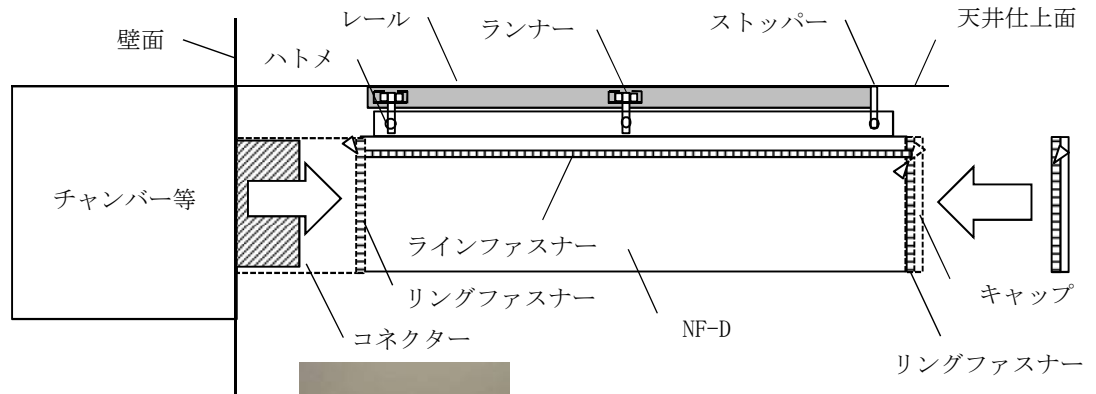 レール
ランナー
ストッパー
天井仕上面
壁面
ハトメ
チャンバー等
ラインファスナー
リングファスナー
キャップ
コネクター
NF-D
リングファスナー